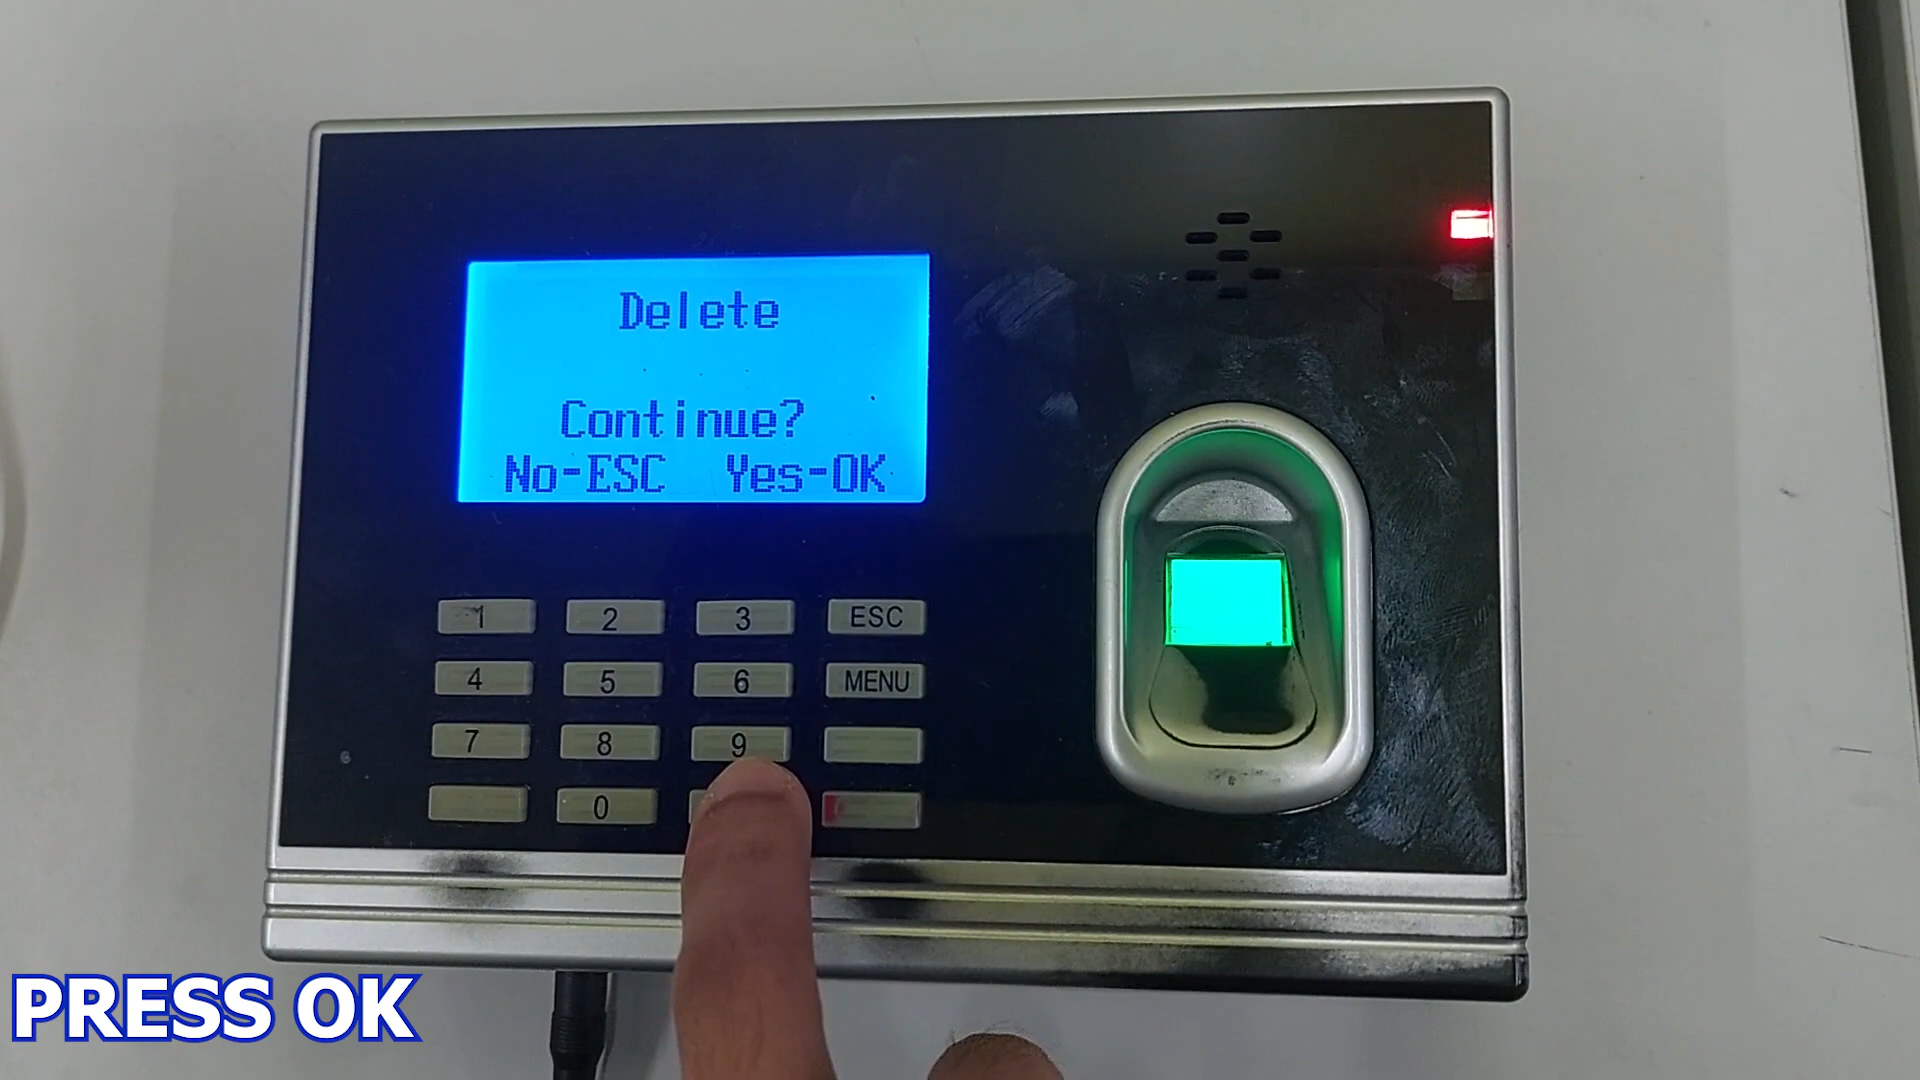 Delete
Continue?
No-ESC Yes-OK
1 2 3 ESC
4 5 6 MENU
7 8 9
0
PRESS OK